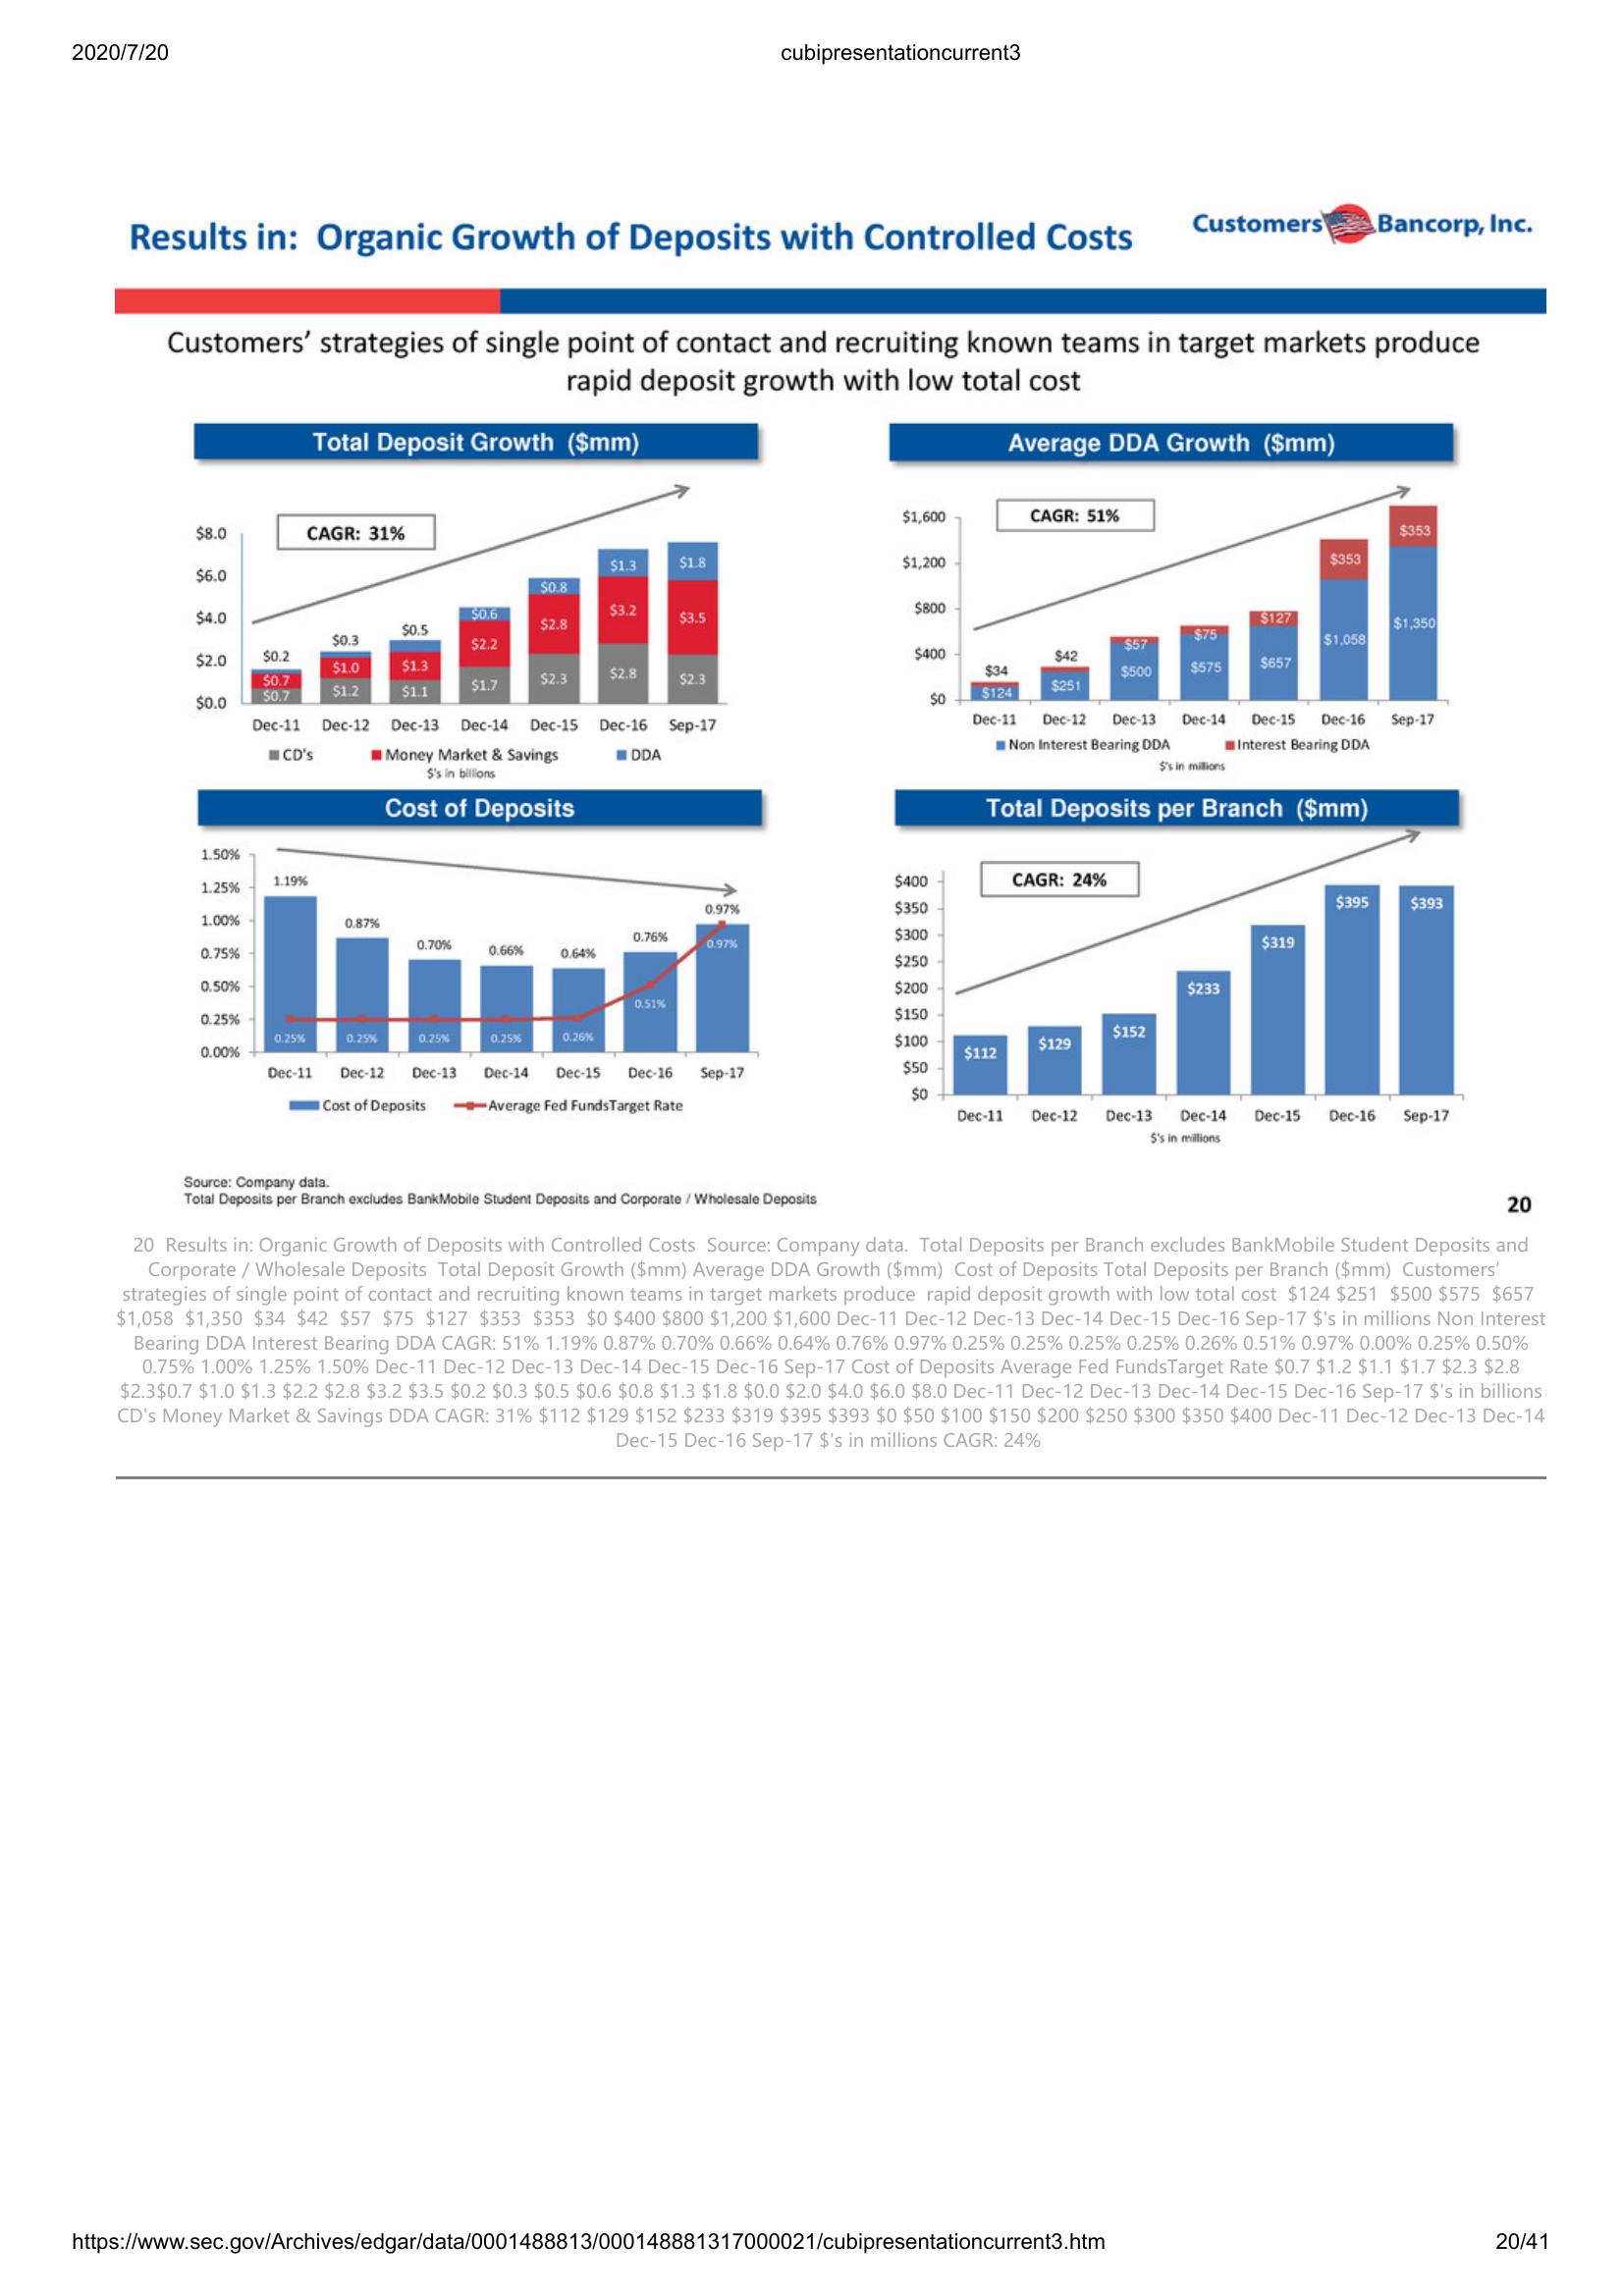 2020/7/20 cubipresentationcurrent3
Results in:  Organic Growth of Deposits with Controlled Costs
Customers Bancorp, Inc.
Customers’ strategies of single point of contact and recruiting known teams in target markets produce
rapid deposit growth with low total cost
Total Deposit Growth  ($mm)
CAGR:  31%
$8.0
$6.0
$4.0
$2.0
$0.0
$0.2 $0.3 $0.5 $0.6 $0.8 $1.3 $1.8
$0.7 $1.0 $1.3 $2.2 $2.8 $3.2 $3.5
$0.7 $1.2 $1.1 $1.7 $2.3 $2.8 $2.3
Dec-11 Dec-12 Dec-13 Dec-14 Dec-15 Dec-16 Sep-17
CD's Money Market & Savings DDA
$'s in billions
Average DDA Growth  ($mm)
CAGR:  51%
$1,600
$1,200
$800
$400
$0
$34 $42 $57 $75 $127 $353 $353
$124 $251 $500 $575 $657 $1,058 $1,350
Dec-11 Dec-12 Dec-13 Dec-14 Dec-15 Dec-16 Sep-17
Non Interest Bearing DDA Interest Bearing DDA
$'s in millions
Cost of Deposits
1.50%
1.25%
1.00%
0.75%
0.50%
0.25%
0.00%
1.19% 0.87% 0.70% 0.66% 0.64% 0.76% 0.97%
0.25% 0.25% 0.25% 0.25% 0.26% 0.51% 0.97%
Dec-11 Dec-12 Dec-13 Dec-14 Dec-15 Dec-16 Sep-17
Cost of Deposits Average Fed FundsTarget Rate
Total Deposits per Branch  ($mm)
CAGR:  24%
$400
$350
$300
$250
$200
$150
$100
$50
$0
$112 $129 $152 $233 $319 $395 $393
Dec-11 Dec-12 Dec-13 Dec-14 Dec-15 Dec-16 Sep-17
$'s in millions
Source: Company data.
Total Deposits per Branch excludes BankMobile Student Deposits and Corporate / Wholesale Deposits
20
20  Results in: Organic Growth of Deposits with Controlled Costs  Source: Company data.  Total Deposits per Branch excludes BankMobile Student Deposits and
Corporate / Wholesale Deposits  Total Deposit Growth ($mm) Average DDA Growth ($mm)  Cost of Deposits Total Deposits per Branch ($mm)  Customers’
strategies of single point of contact and recruiting known teams in target markets produce  rapid deposit growth with low total cost  $124 $251  $500 $575  $657
$1,058  $1,350  $34  $42  $57  $75  $127  $353  $353  $0 $400 $800 $1,200 $1,600 Dec-11 Dec-12 Dec-13 Dec-14 Dec-15 Dec-16 Sep-17 $'s in millions Non Interest
Bearing DDA Interest Bearing DDA CAGR: 51% 1.19% 0.87% 0.70% 0.66% 0.64% 0.76% 0.97% 0.25% 0.25% 0.25% 0.25% 0.26% 0.51% 0.97% 0.00% 0.25% 0.50%
0.75% 1.00% 1.25% 1.50% Dec-11 Dec-12 Dec-13 Dec-14 Dec-15 Dec-16 Sep-17 Cost of Deposits Average Fed FundsTarget Rate $0.7 $1.2 $1.1 $1.7 $2.3 $2.8
$2.3$0.7 $1.0 $1.3 $2.2 $2.8 $3.2 $3.5 $0.2 $0.3 $0.5 $0.6 $0.8 $1.3 $1.8 $0.0 $2.0 $4.0 $6.0 $8.0 Dec-11 Dec-12 Dec-13 Dec-14 Dec-15 Dec-16 Sep-17 $'s in billions
CD's Money Market & Savings DDA CAGR: 31% $112 $129 $152 $233 $319 $395 $393 $0 $50 $100 $150 $200 $250 $300 $350 $400 Dec-11 Dec-12 Dec-13 Dec-14
Dec-15 Dec-16 Sep-17 $'s in millions CAGR: 24%
https://www.sec.gov/Archives/edgar/data/0001488813/000148881317000021/cubipresentationcurrent3.htm 20/41